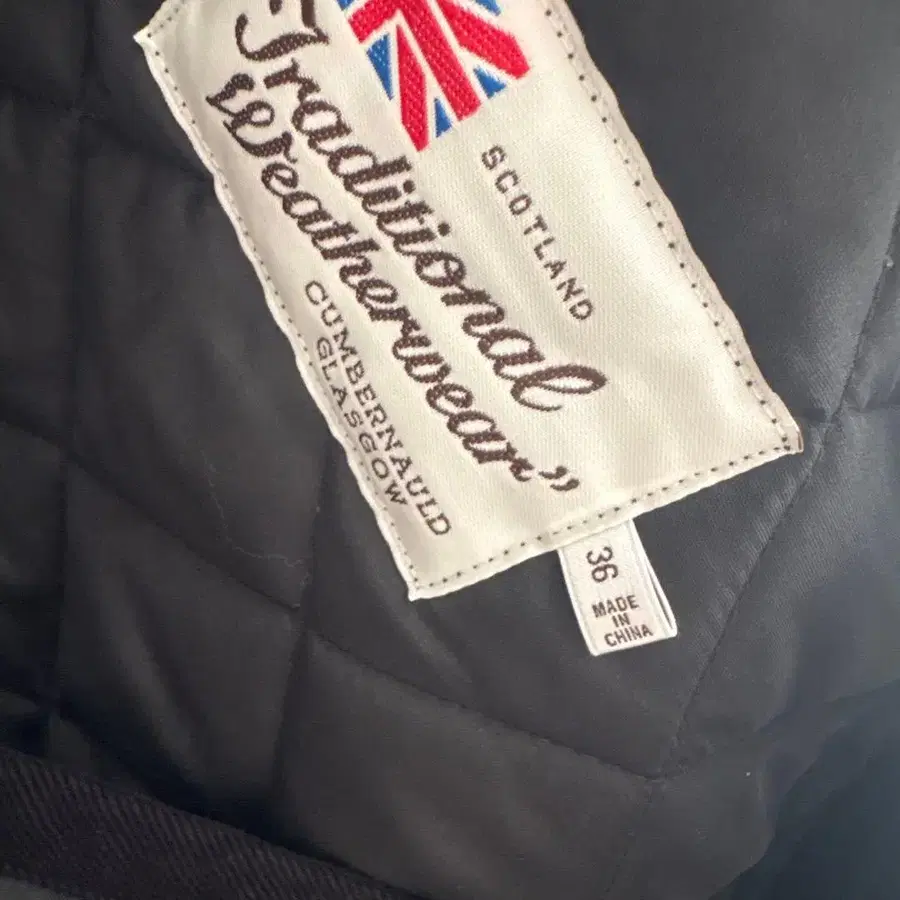 SCOTLAND
Traditional
Weatherwear”
CUMBERNAULD
GLASGOW
36
MADE
IN
CHINA